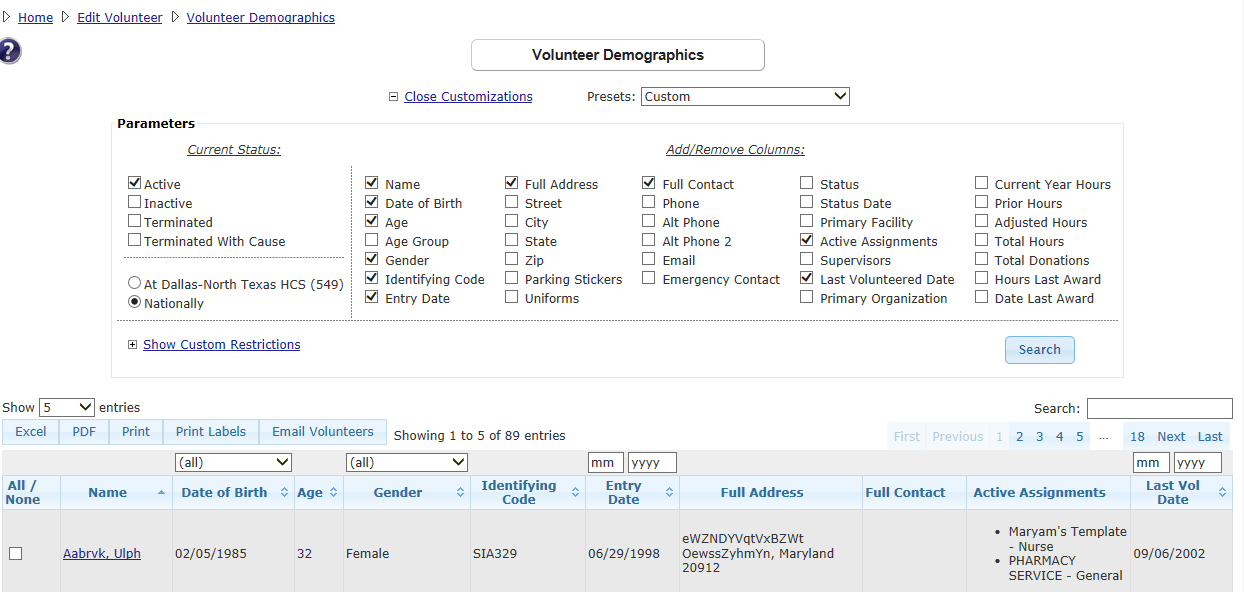 Home Edit Volunteer Volunteer Demographics
?
Volunteer Demographics
Close Customizations Presets: Custom
Parameters
Current Status: Add/Remove Columns:
Active Name Full Address Full Contact Status Current Year Hours
Inactive Date of Birth Street Phone Status Date Prior Hours
Terminated Age City Alt Phone Primary Facility Adjusted Hours
Terminated With Cause Age Group State Alt Phone 2 Active Assignments Total Hours
Gender Zip Email Supervisors Total Donations
At Dallas-North Texas HCS (549) Identifying Code Parking Stickers Emergency Contact Last Volunteered Date Hours Last Award
Nationally Entry Date Uniforms Primary Organization Date Last Award
Show Custom Restrictions Search
Show 5 entries Search:
Excel PDF Print Print Labels Email Volunteers Showing 1 to 5 of 89 entries First Previous 1 2 3 4 5 ... 18 Next Last
(all) (all) mm yyyy mm yyyy
All / None Name Date of Birth Age Gender Identifying Code Entry Date Full Address Full Contact Active Assignments Last Vol Date
Aabrvk, Ulph 02/05/1985 32 Female SIA329 06/29/1998 eWZNDYVqtVxBZWt OewssZyhmYn, Maryland 20912 • Maryam's Template - Nurse • PHARMACY SERVICE - General 09/06/2002